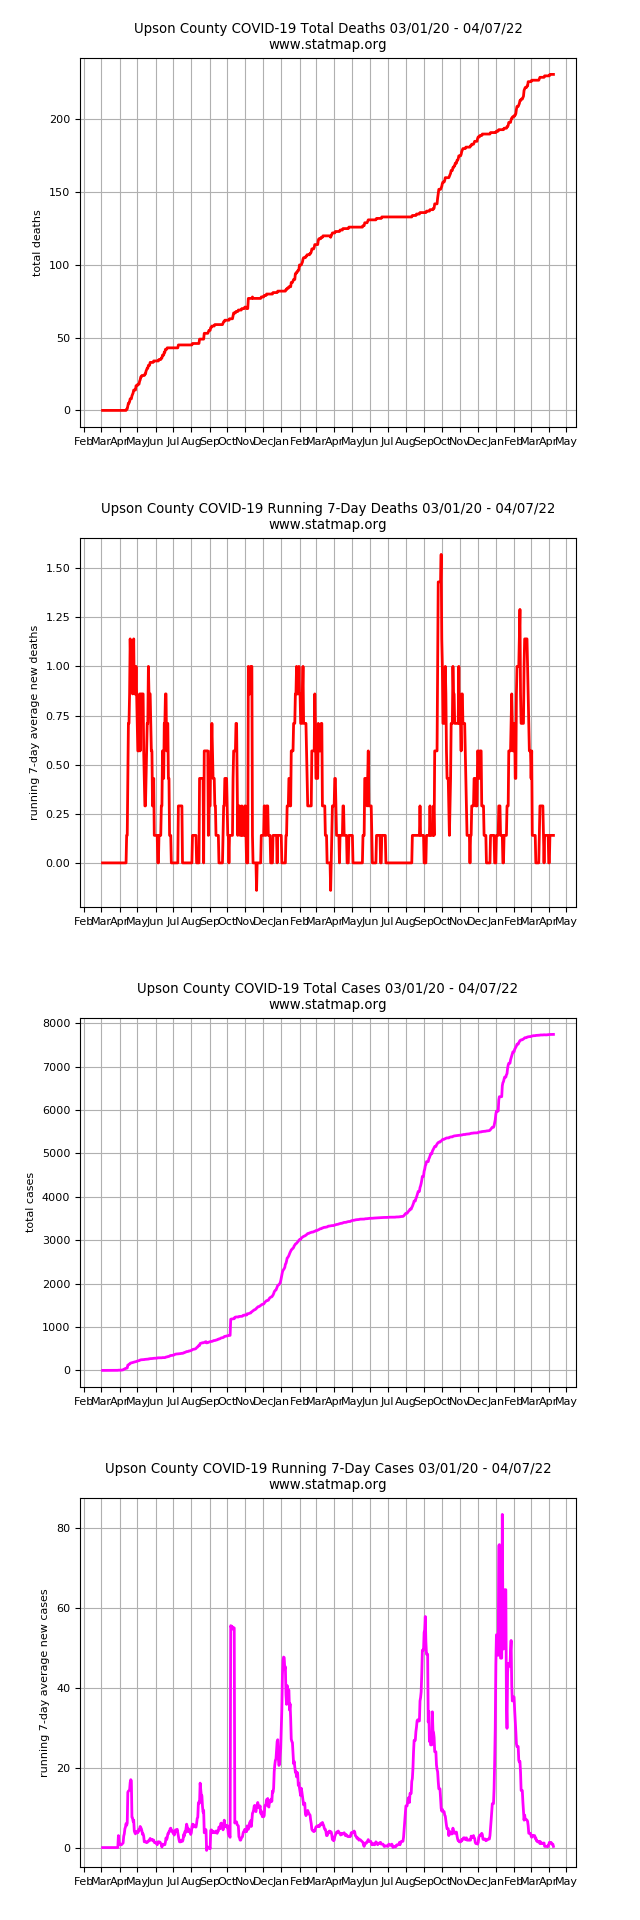 Upson County COVID-19 Total Deaths 03/01/20 - 04/07/22
www.statmap.org
total deaths
200
150
100
50
0
Feb Mar Apr May Jun Jul Aug Sep Oct Nov Dec Jan Feb Mar Apr May Jun Jul Aug Sep Oct Nov Dec Jan Feb Mar Apr May
Upson County COVID-19 Running 7-Day Deaths 03/01/20 - 04/07/22
www.statmap.org
running 7-day average new deaths
1.50
1.25
1.00
0.75
0.50
0.25
0.00
Feb Mar Apr May Jun Jul Aug Sep Oct Nov Dec Jan Feb Mar Apr May Jun Jul Aug Sep Oct Nov Dec Jan Feb Mar Apr May
Upson County COVID-19 Total Cases 03/01/20 - 04/07/22
www.statmap.org
total cases
8000
7000
6000
5000
4000
3000
2000
1000
0
Feb Mar Apr May Jun Jul Aug Sep Oct Nov Dec Jan Feb Mar Apr May Jun Jul Aug Sep Oct Nov Dec Jan Feb Mar Apr May
Upson County COVID-19 Running 7-Day Cases 03/01/20 - 04/07/22
www.statmap.org
running 7-day average new cases
80
60
40
20
0
Feb Mar Apr May Jun Jul Aug Sep Oct Nov Dec Jan Feb Mar Apr May Jun Jul Aug Sep Oct Nov Dec Jan Feb Mar Apr May